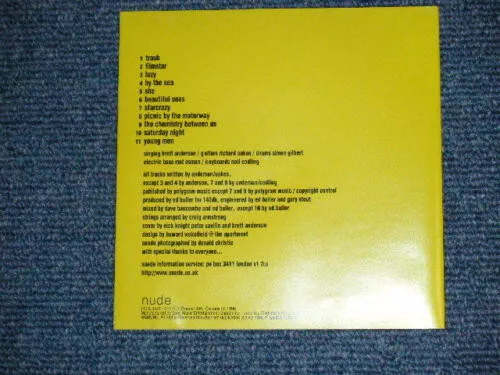 1 trash
2 filmstar
3 lazy
4 by the sea
5 she
6 beautiful ones
7 starcrazy
8 picnic by the motorway
9 the chemistry between us
10 saturday night
11 young men
singing brett anderson / guitars richard oakes / drums simon gilbert
electric bass mat osman / keyboards neil codling
all tracks written by anderson/oakes,
except 3 and 4 by anderson, 7 and 9 by anderson/codling
published by polygram music except 7 and 9 by polygram music / copyright control
produced by ed buller for 140db, engineered by ed buller and gary stout
mixed by dave bascombe and ed buller, except 10 by ed buller
strings arranged by craig armstrong
cover by nick knight peter saville and brett anderson
design by howard wakefield @ the apartment
suede photographed by donald christie
with special thanks to everyone...
suede information service: po box 3431 london
http://www.suede.co.uk
nude